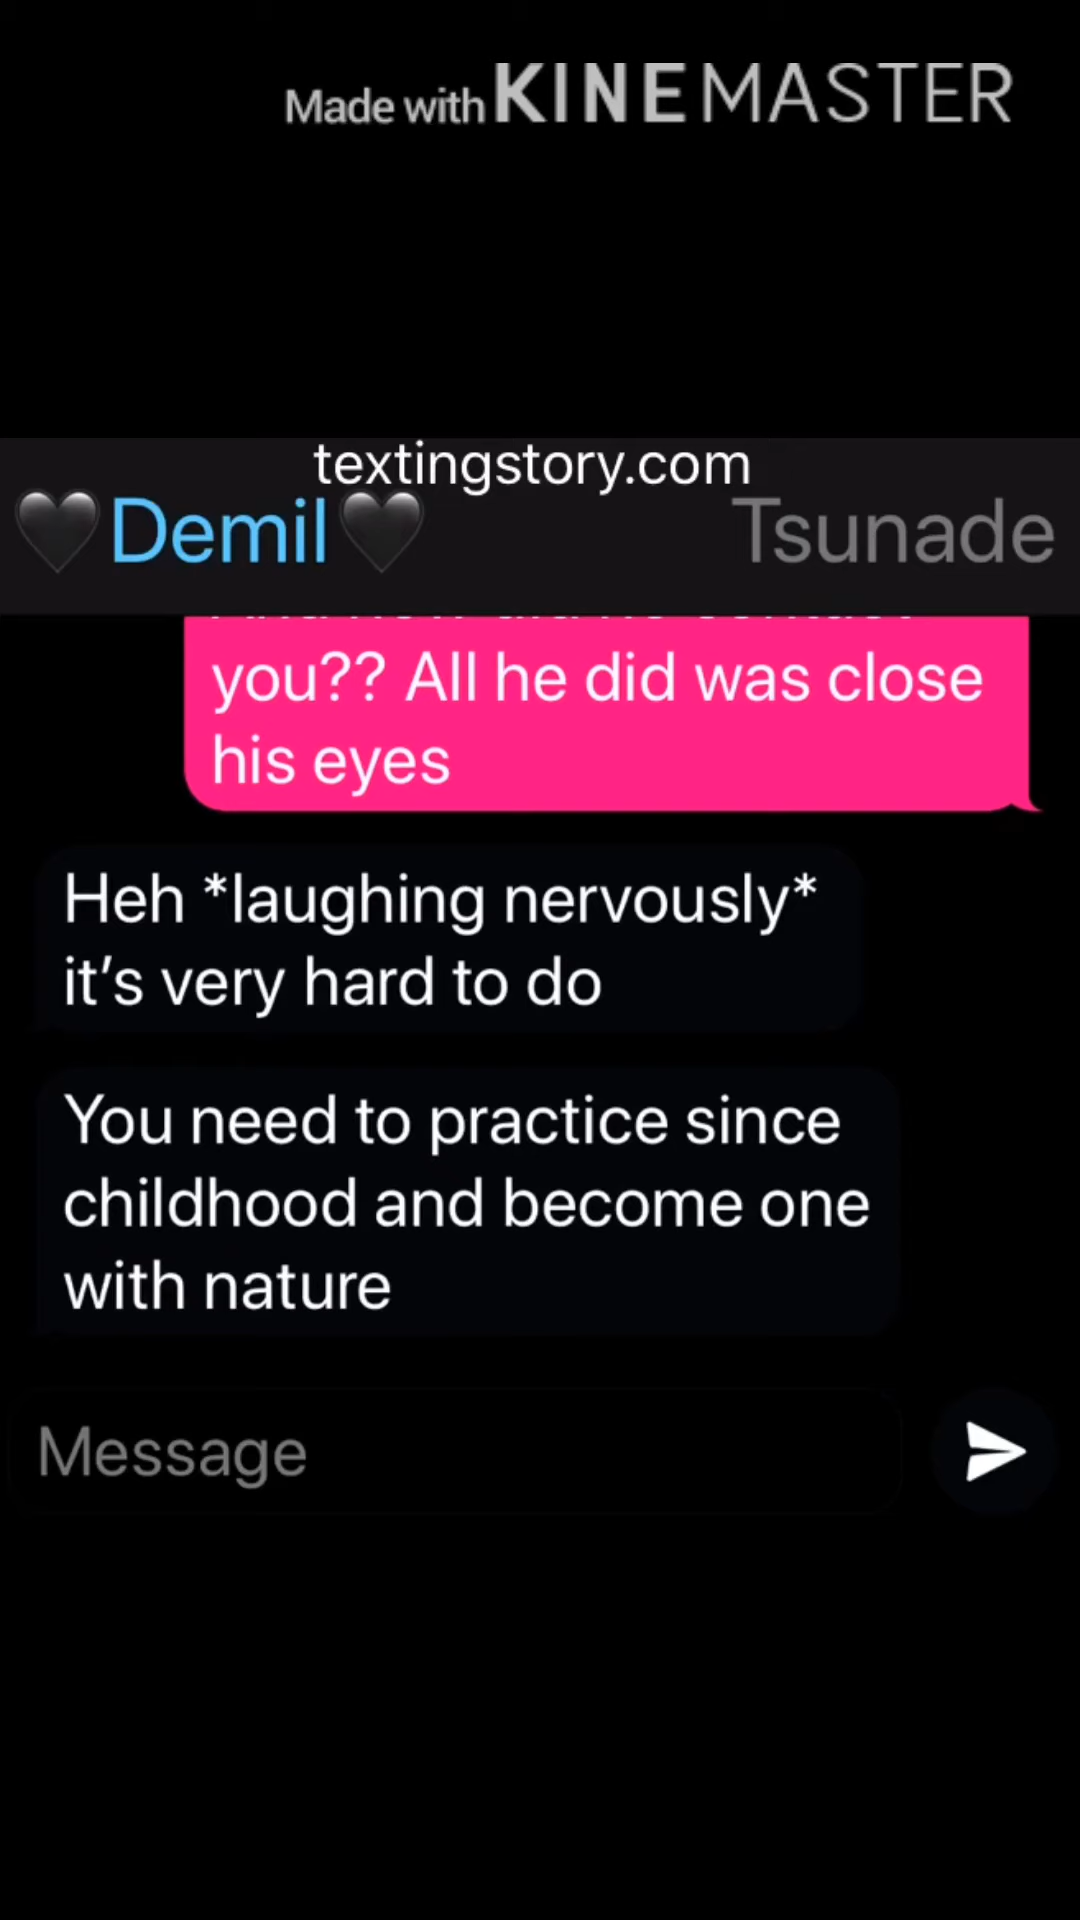 Made with KINEMASTER
textingstory.com
🖤Demil🖤 Tsunade
you?? All he did was close
his eyes
Heh *laughing nervously*
it's very hard to do
You need to practice since
childhood and become one
with nature
Message